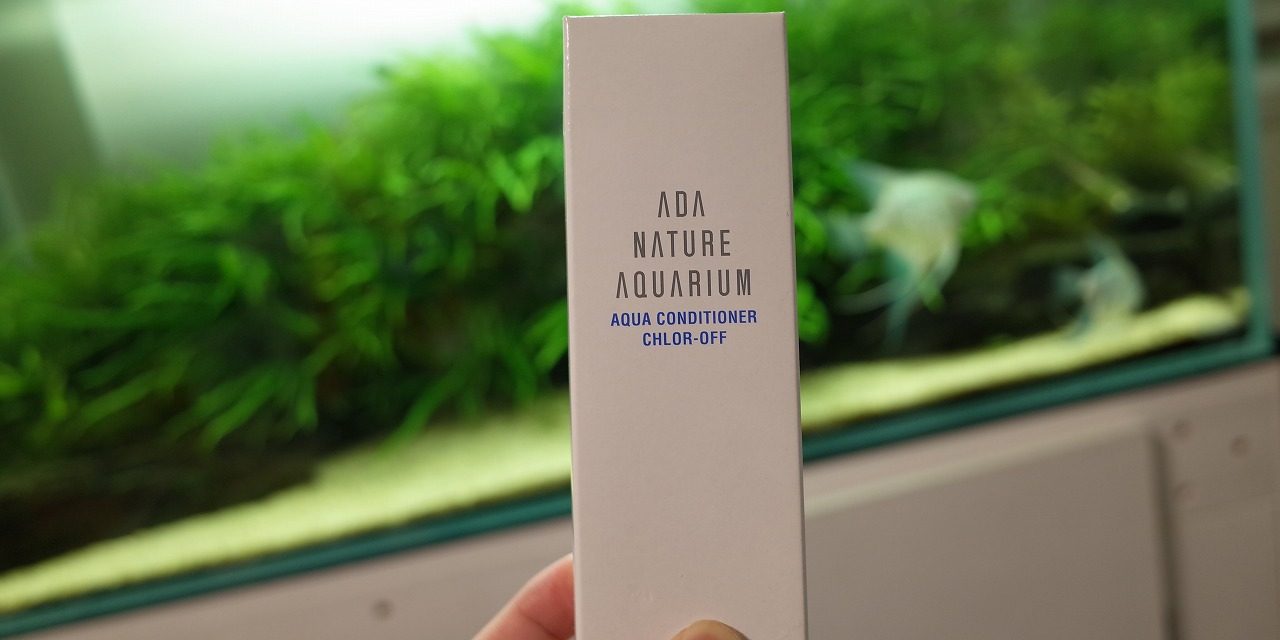 ADA
NATURE
AQUARIUM
AQUA CONDITIONER
CHLOR-OFF